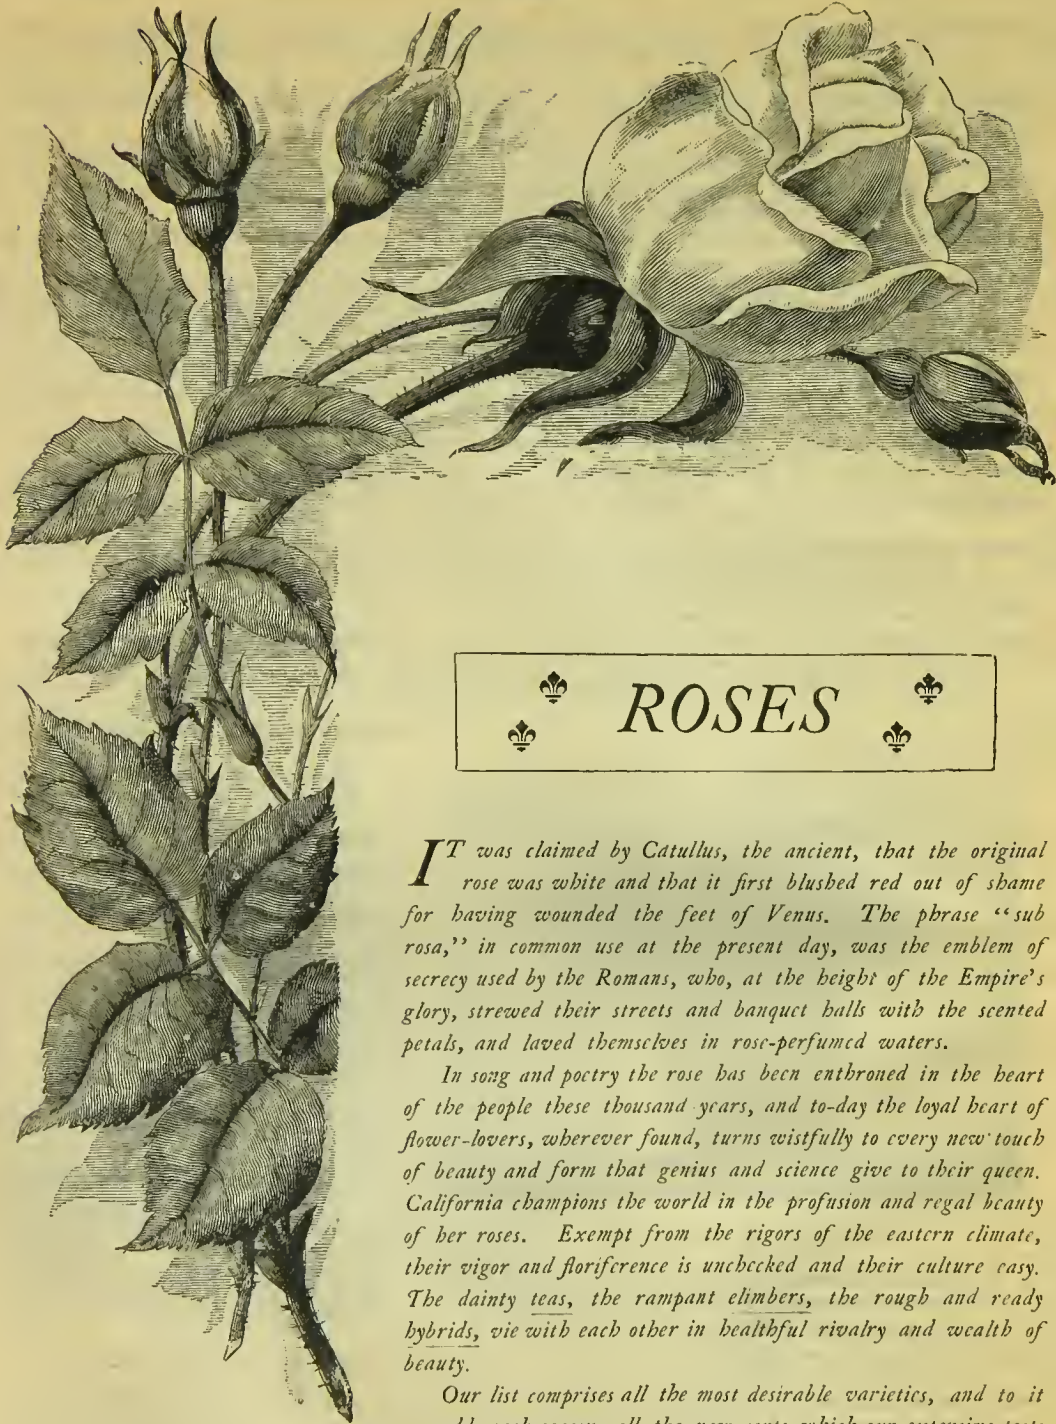 ROSES
IT was claimed by Catullus, the ancient, that the original
rose was white and that it first blushed red out of shame
for having wounded the feet of Venus. The phrase “sub
rosa,” in common use at the present day, was the emblem of
secrecy used by the Romans, who, at the height of the Empire’s
glory, strewed their streets and banquet halls with the scented
petals, and laved themselves in rose-perfumed waters.
In song and poetry the rose has been enthroned in the heart
of the people these thousand years, and to-day the loyal heart of
flower-lovers, wherever found, turns wistfully to every new touch
of beauty and form that genius and science give to their queen.
California champions the world in the profusion and regal beauty
of her roses. Exempt from the rigors of the eastern climate,
their vigor and floriference is unchecked and their culture easy.
The dainty teas, the rampant climbers, the rough and ready
hybrids, vie with each other in healthful rivalry and wealth of
beauty.
Our list comprises all the most desirable varieties, and to it